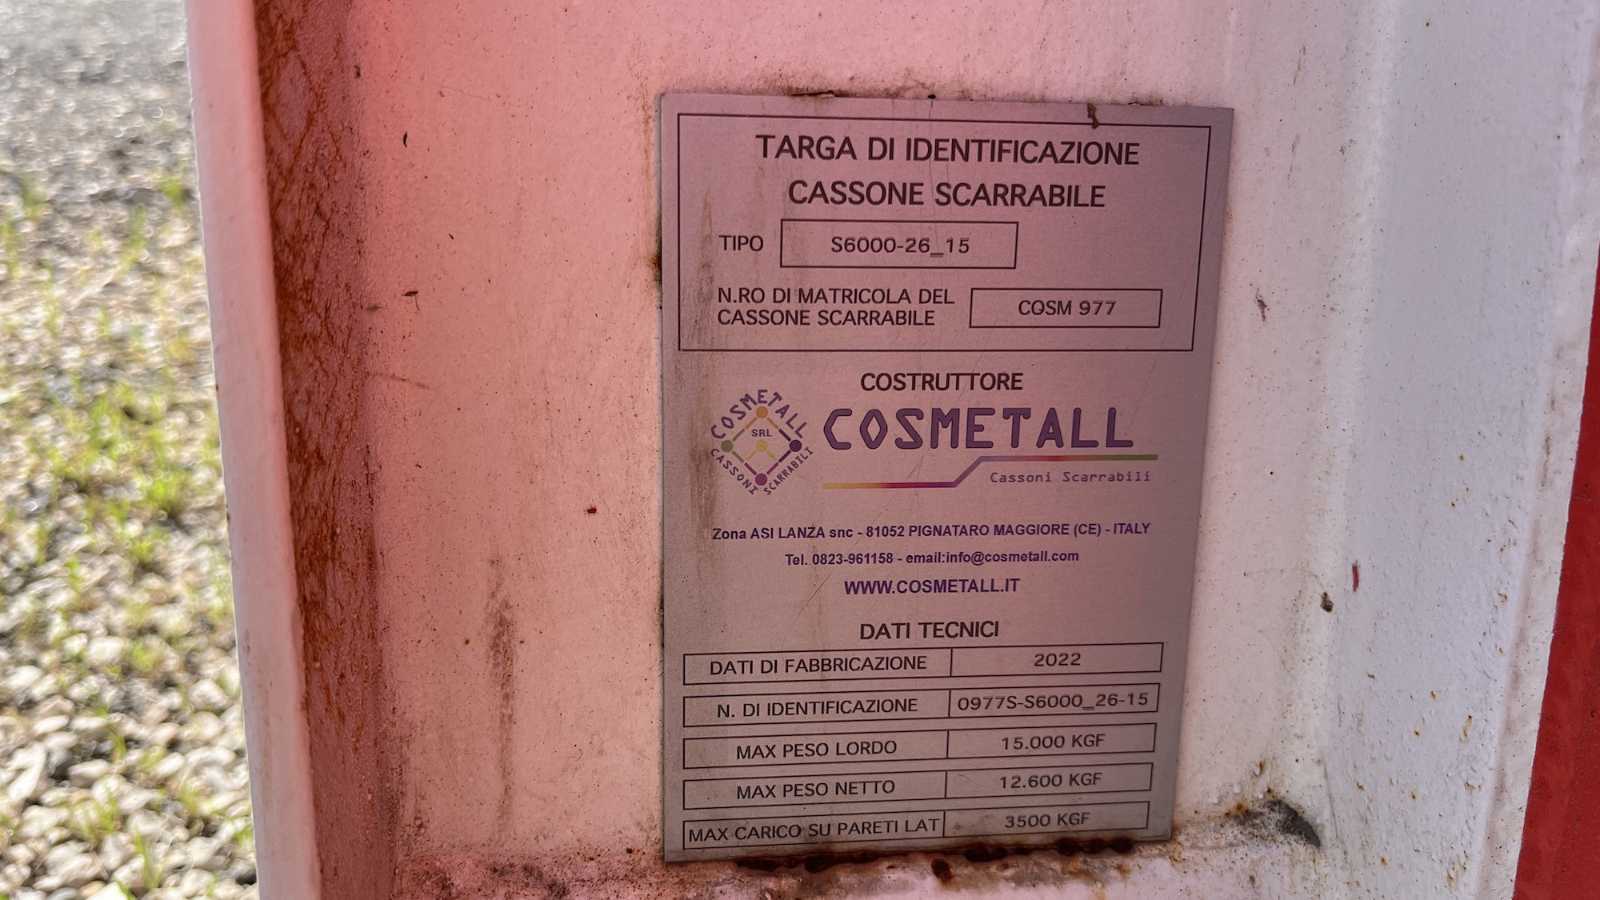 TARGA DI IDENTIFICAZIONE
CASSONE SCARRABILE
TIPO S6000-26_15
N.RO DI MATRICOLA DEL
CASSONE SCARRABILE
COSM 977
COSTRUTTORE
COSMETALL
SRL
CASSONI SCARRABILI
COSMETALL
Cassoni Scarrabili
Zona ASI LANZA snc - 81052 PIGNATARO MAGGIORE (CE) - ITALY
Tel. 0823-961158 - email:info@cosmetall.com
WWW.COSMETALL.IT
DATI TECNICI
DATI DI FABBRICAZIONE 2022
N. DI IDENTIFICAZIONE 0977S-S6000_26-15
MAX PESO LORDO 15.000 KGF
MAX PESO NETTO 12.600 KGF
MAX CARICO SU PARETI LAT 3500 KGF